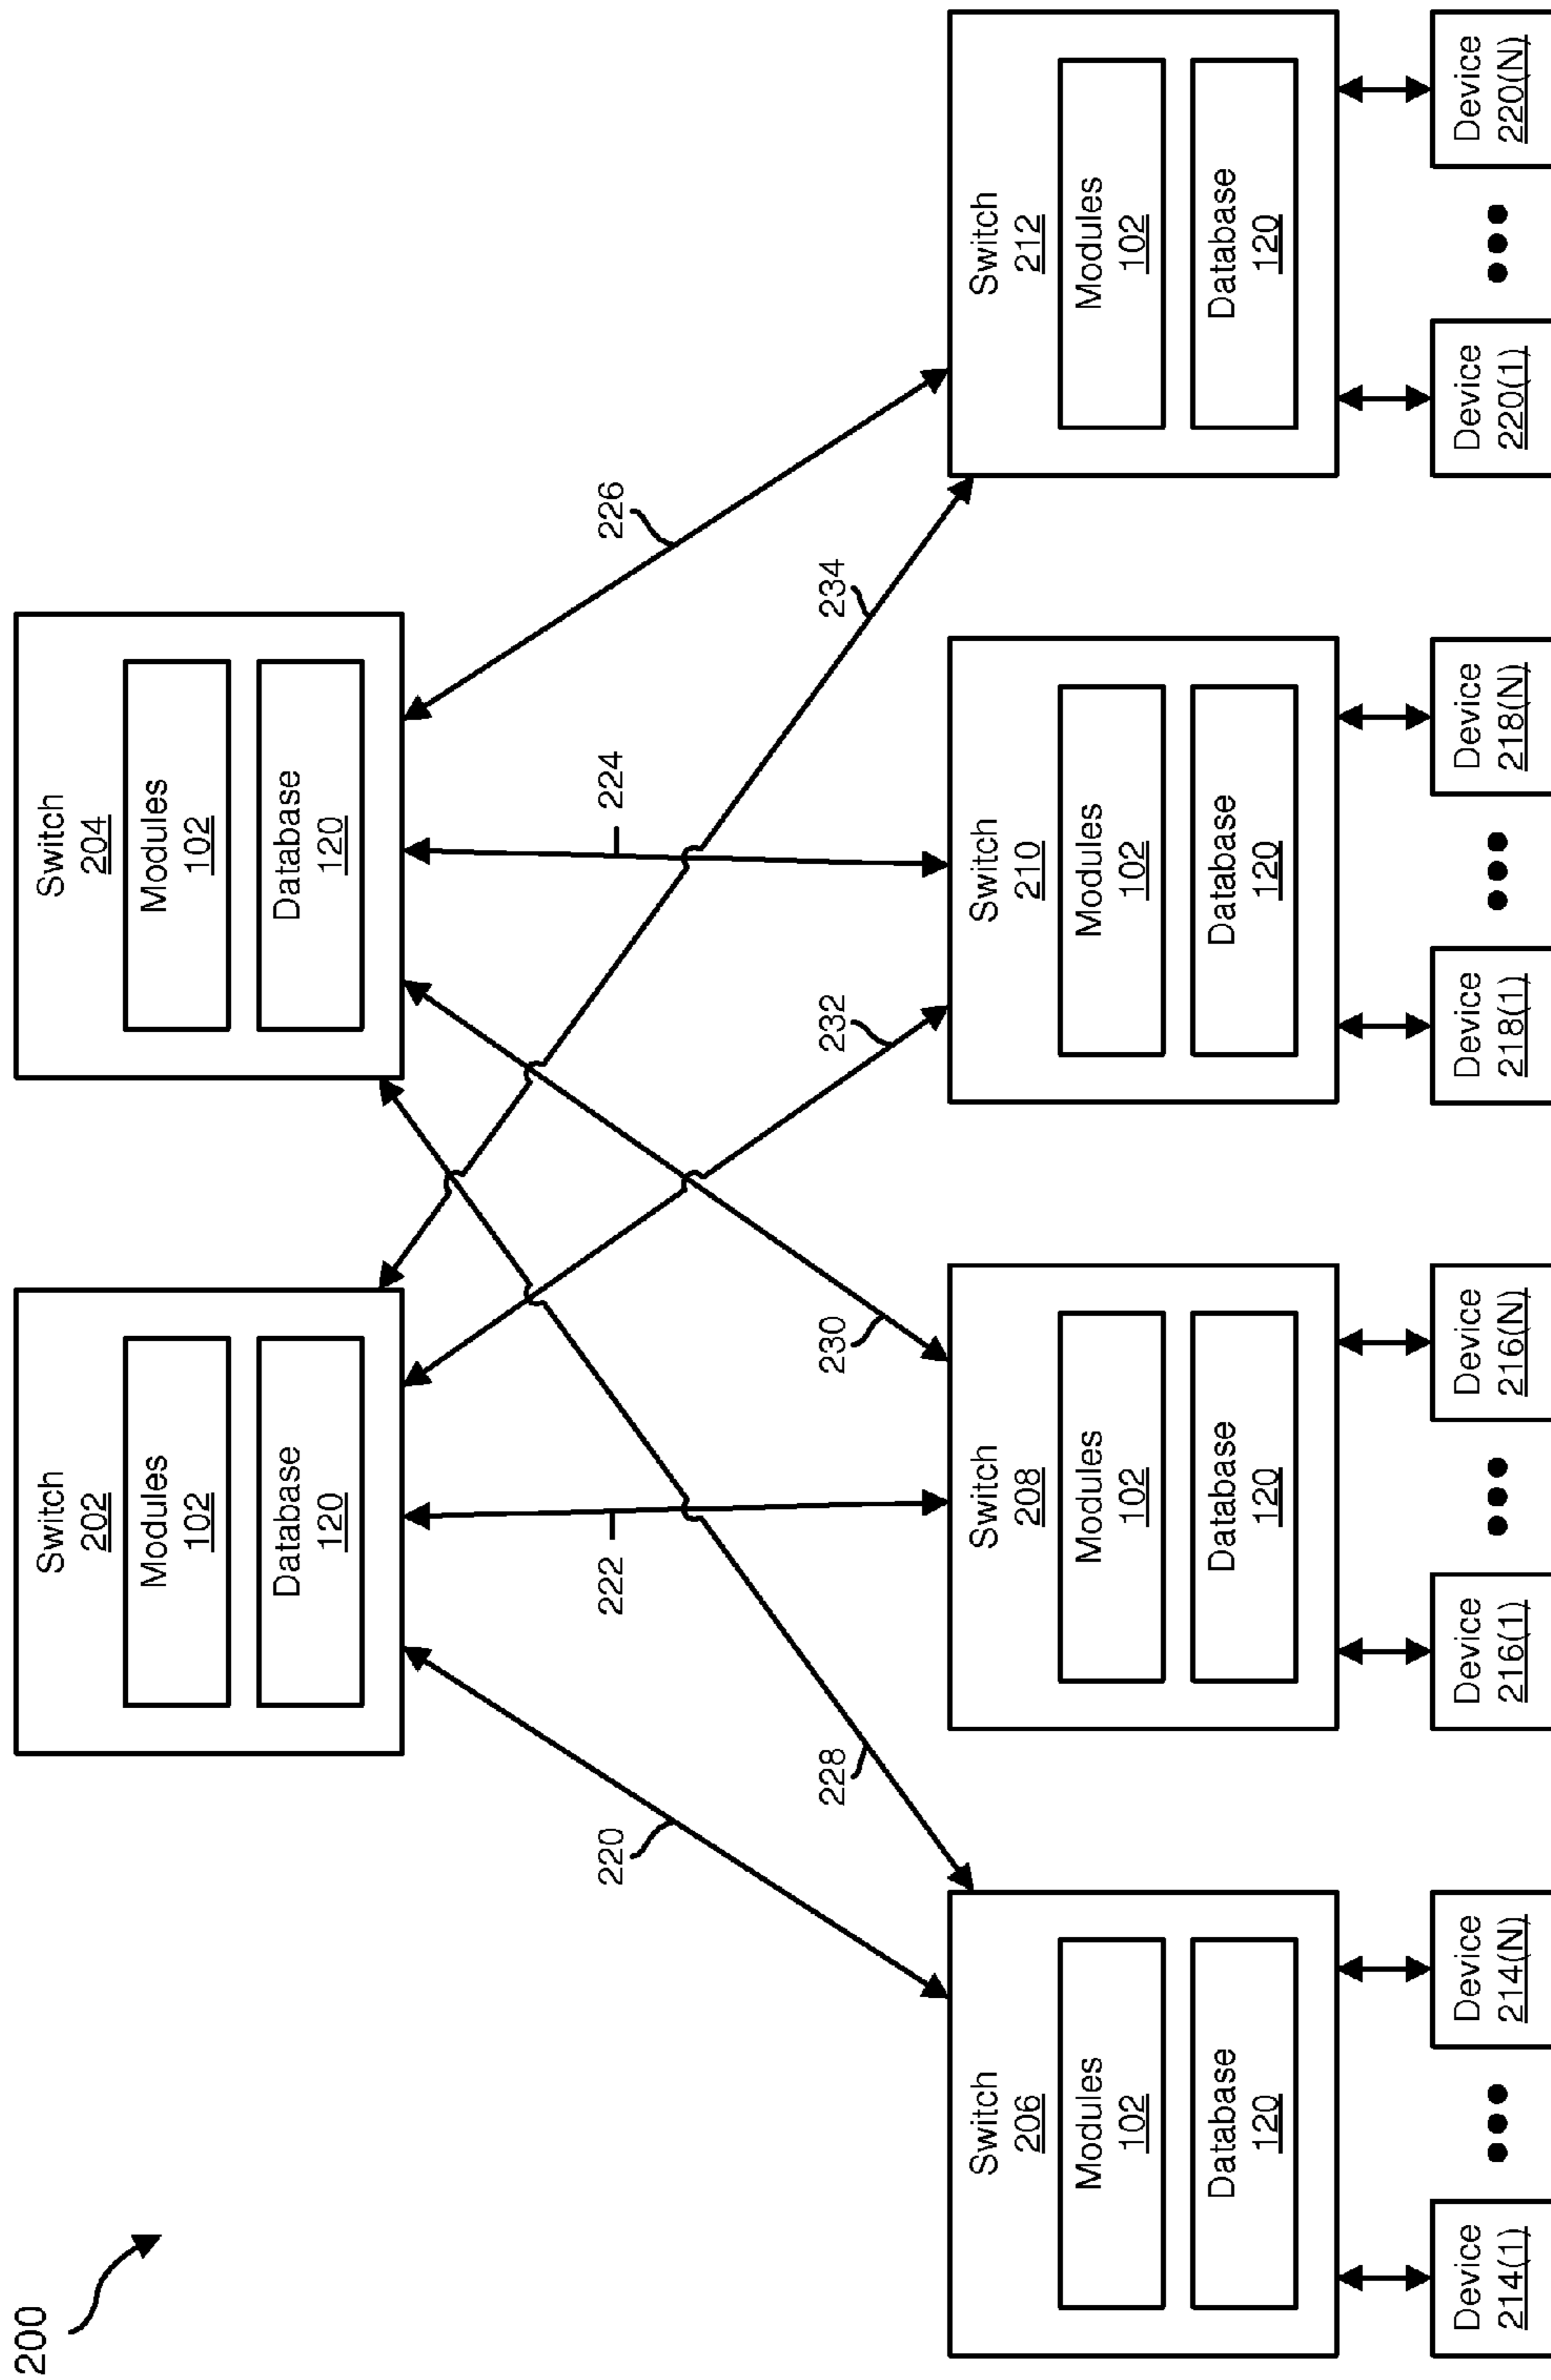 200
Switch
202
Modules
102
Database
120
Switch
204
Modules
102
Database
120
220
222
224
226
228
230
232
234
Switch
206
Modules
102
Database
120
Switch
208
Modules
102
Database
120
Switch
210
Modules
102
Database
120
Switch
212
Modules
102
Database
120
Device
214(1)
Device
214(N)
Device
216(1)
Device
216(N)
Device
218(1)
Device
218(N)
Device
220(1)
Device
220(N)